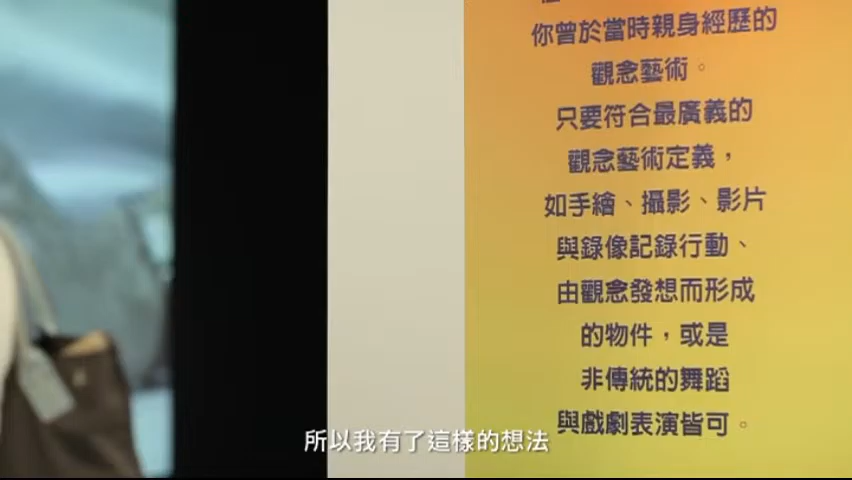 你曾於當時親身經歷的
觀念藝術。
只要符合最廣義的
觀念藝術定義，
如手繪、攝影、影片
與錄像記錄行動、
由觀念發想而形成
的物件，或是
非傳統的舞蹈
與戲劇表演皆可。
所以我有了這樣的想法